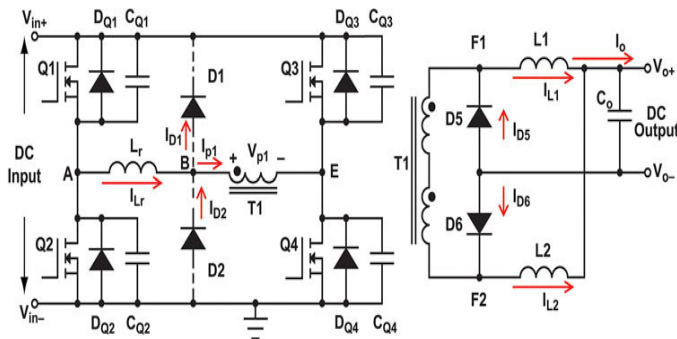 Vin+ DQ1 CQ1 DQ3 CQ3
Q1 D1 Q3
F1 L1 Io
Vo+
IL1
Co
DC
Output
D5 ID5
DC
Input
Lr ID1 Ip1 + Vp1 −
A B E
ILr T1
T1
Vo−
ID2
D6 ID6
Q2 D2 Q4
L2
IL2
F2
Vin− DQ2 CQ2 DQ4 CQ4